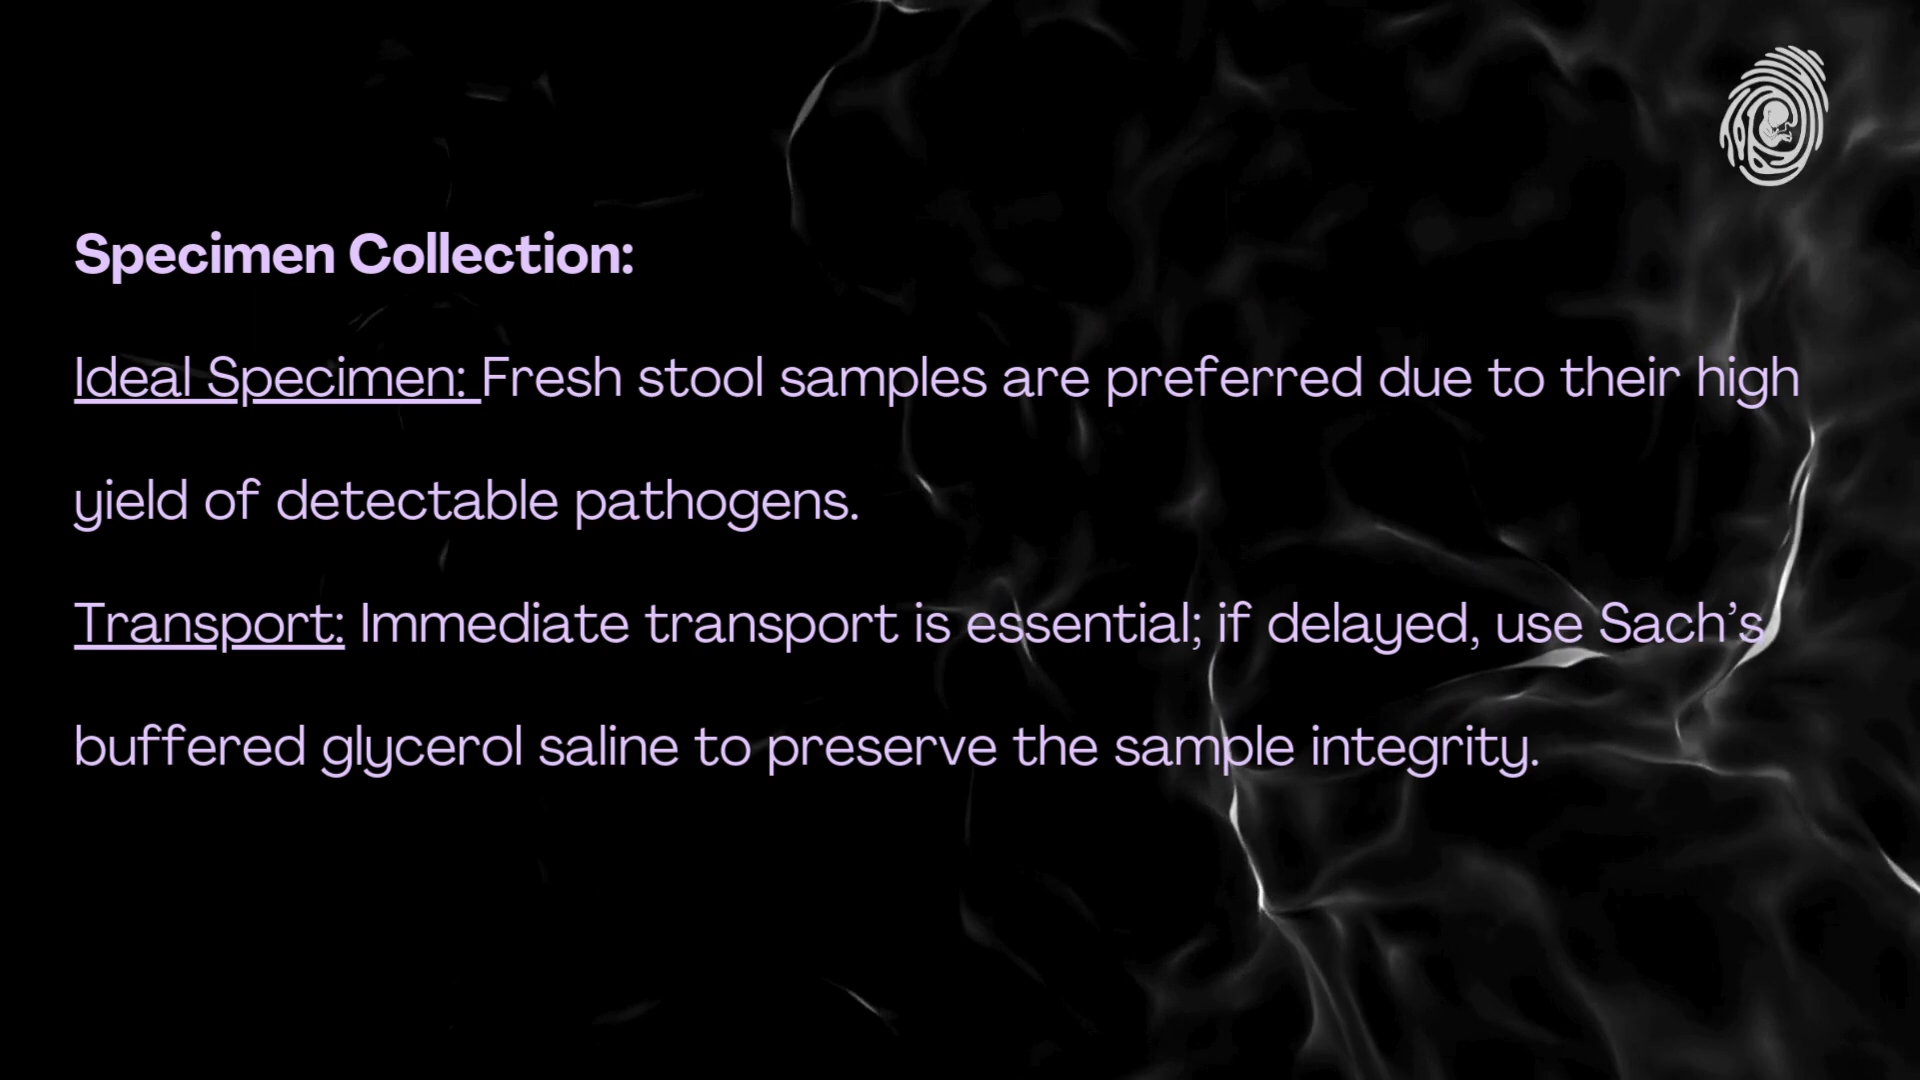 Specimen Collection:
Ideal Specimen: Fresh stool samples are preferred due to their high
yield of detectable pathogens.
Transport: Immediate transport is essential; if delayed, use Sach’s
buffered glycerol saline to preserve the sample integrity.